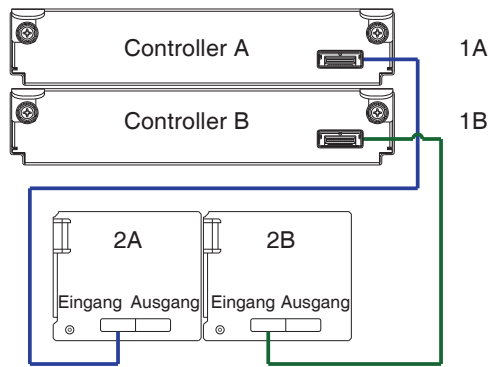 Controller A 1A
Controller B 1B
2A 2B
Eingang Ausgang Eingang Ausgang